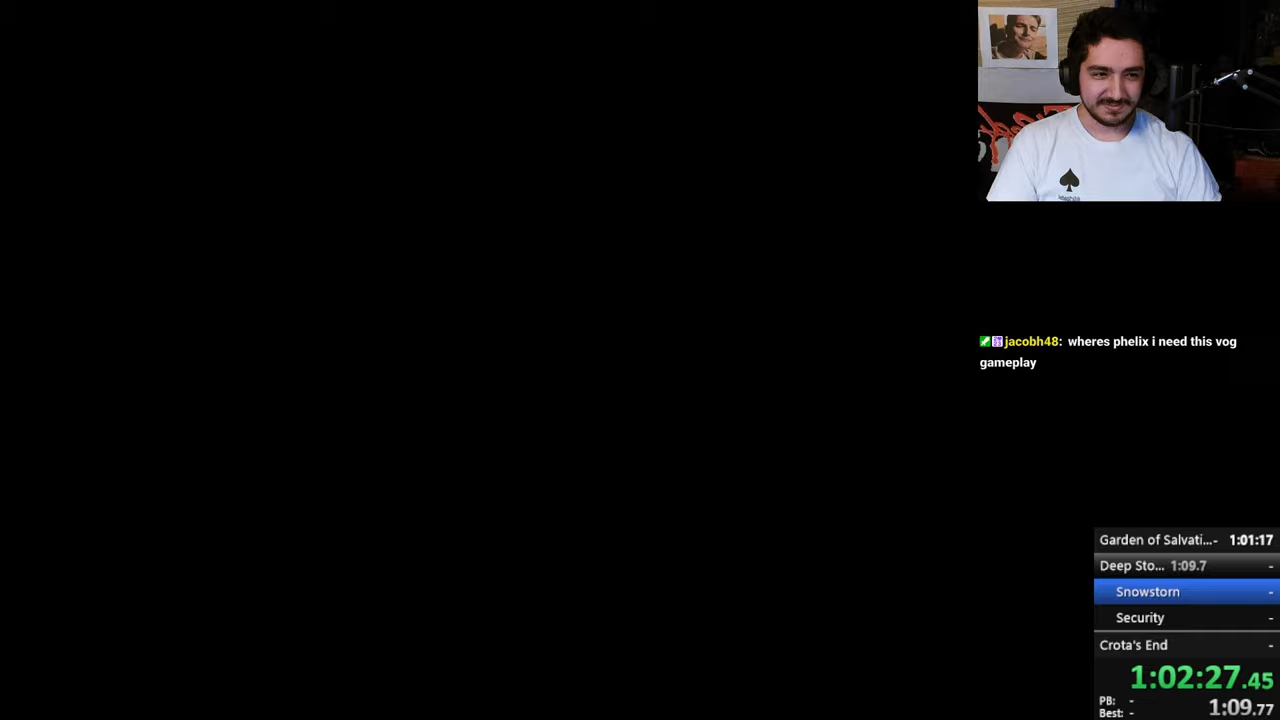 jacobh48: wheres phelix i need this vog
gameplay
Garden of Salvati...- 1:01:17
Deep Sto... 1:09.7 -
Snowstorn -
Security -
Crota's End -
1:02:27.45
PB: -
Best: - 1:09.77